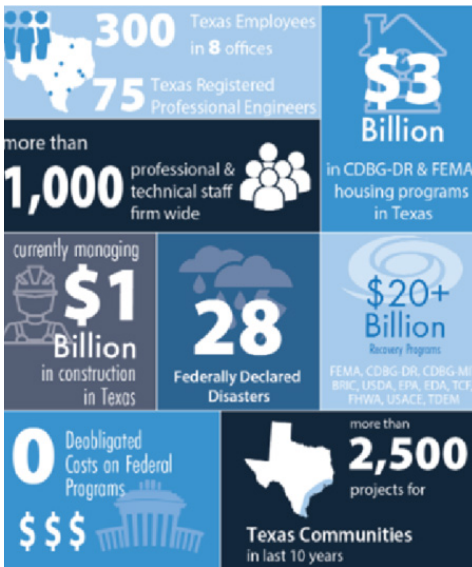 300 Texas Employees
in 8 offices
75 Texas Registered
Professional Engineers
$3
Billion
in CDBG-DR & FEMA
housing programs
in Texas
more than
1,000 professional &
technical staff
firm wide
currently managing
$1
Billion
in construction
in Texas
28
Federally Declared
Disasters
$20+
Billion
Recovery Programs
FEMA, CDBG-DR, CDBG-MI
BRIC, USDA, EPA, EDA, TCF,
FHWA, USACE, TDEM
0 Deobligated
Costs on Federal
Programs
$ $ $
more than
2,500
projects for
Texas Communities
in last 10 years